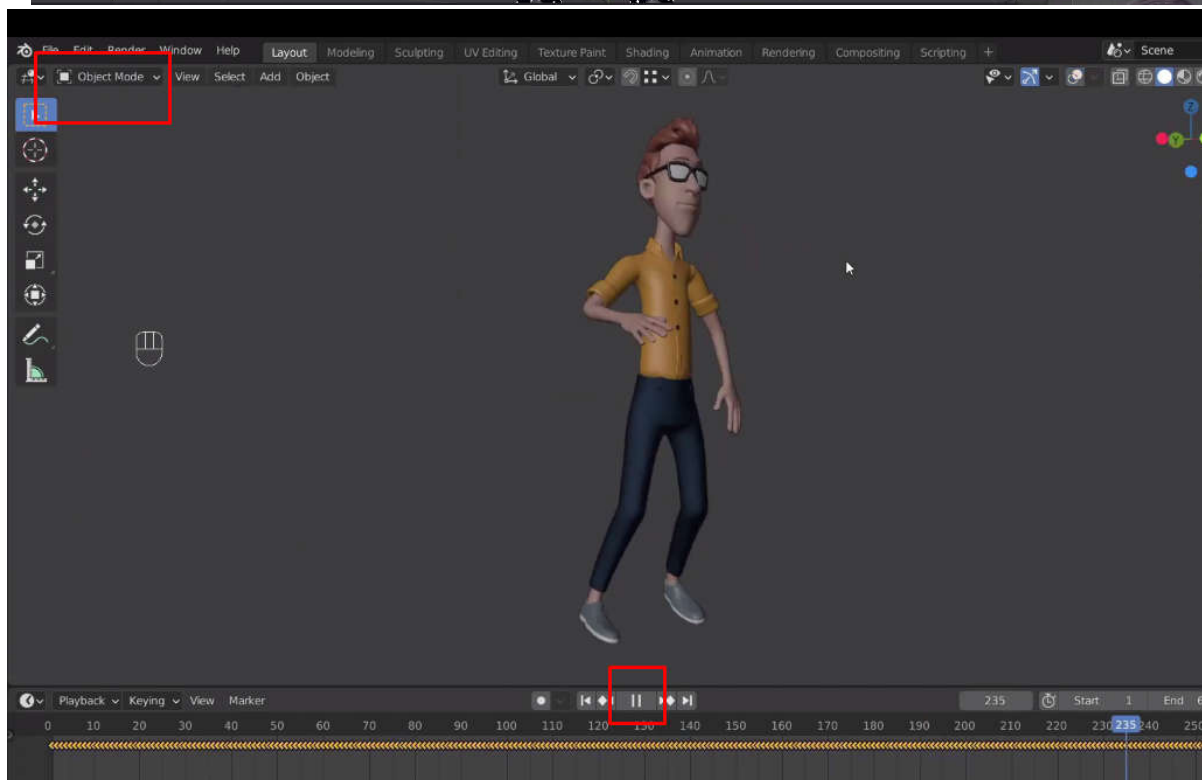 File Edit Render Window Help Layout Modeling Sculpting UV Editing Texture Paint Shading Animation Rendering Compositing Scripting + Scene
Object Mode View Select Add Object Global
Z
Y
Playback Keying View Marker 235 Start 1 End
0 10 20 30 40 50 60 70 80 90 100 110 120 130 140 150 160 170 180 190 200 210 220 230 235 240 250